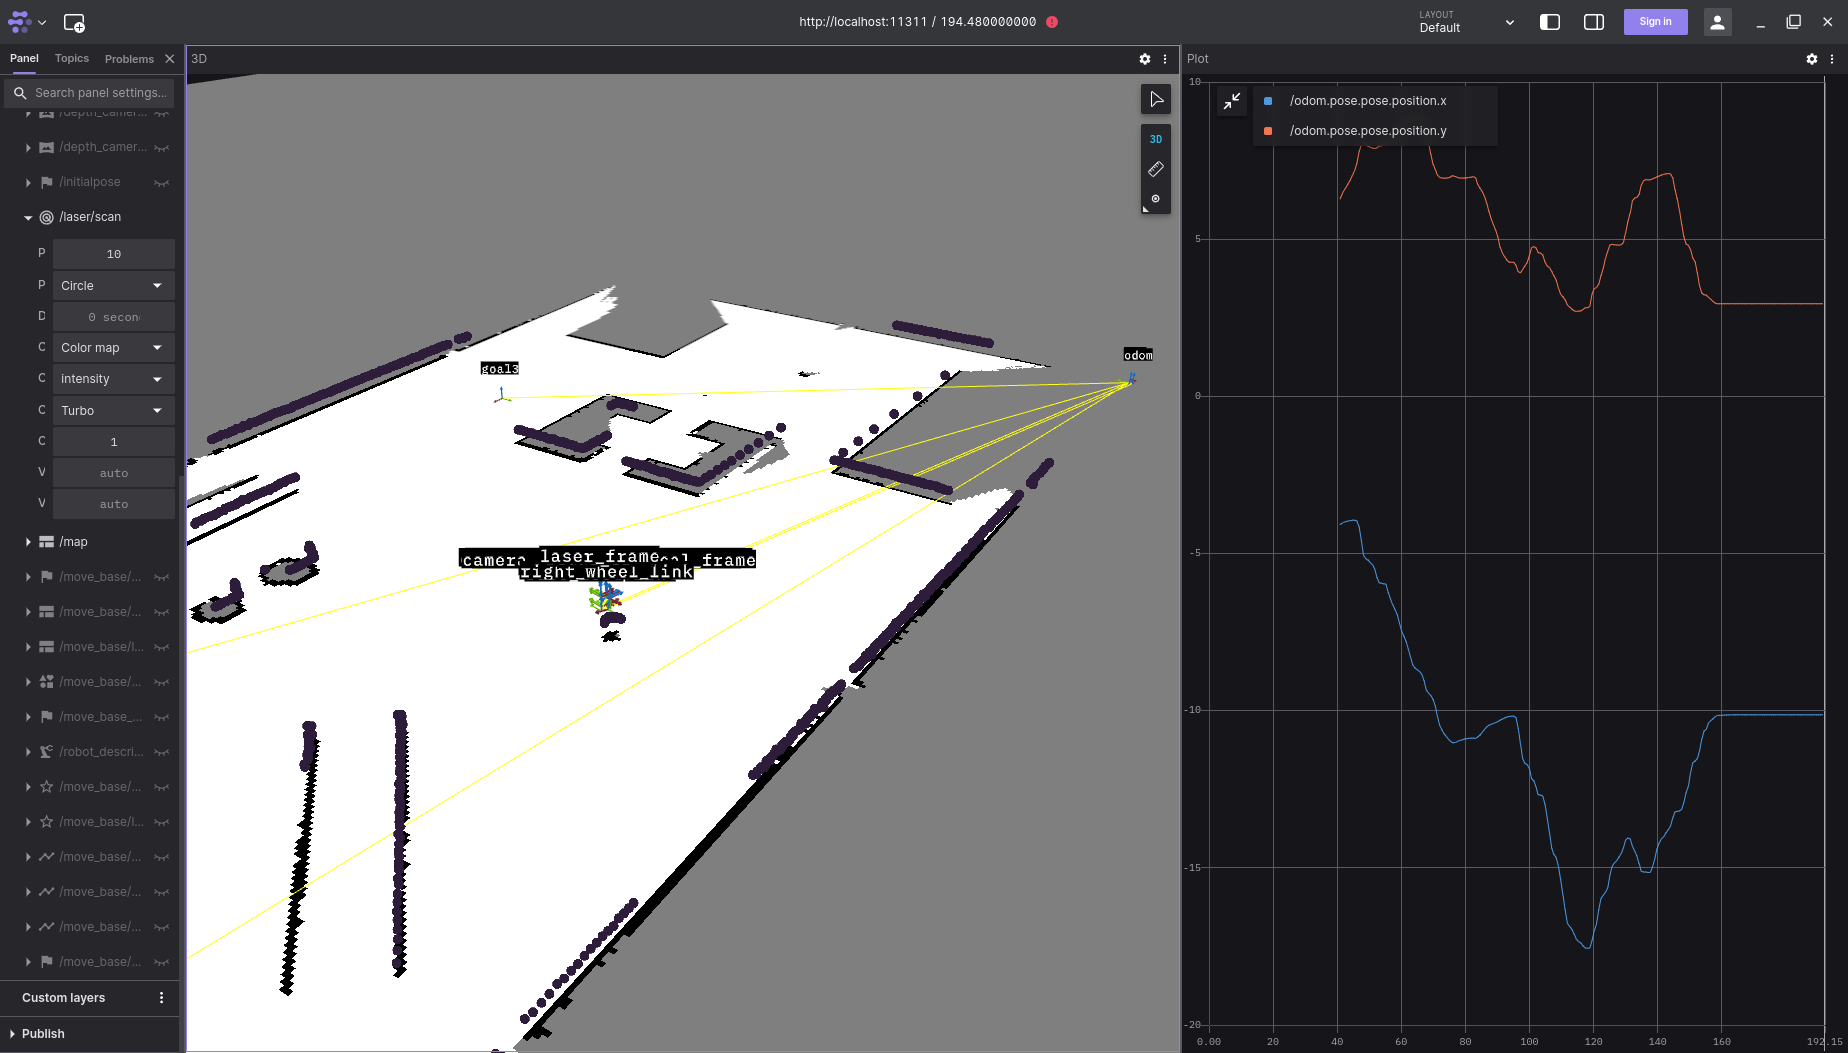 http://localhost:11311 / 194.480000000
LAYOUT
Default
Sign in
Panel
Topics
Problems
Search panel settings...
/depth_camer...
/depth_camer...
/initialpose
/laser/scan
P 10
P Circle
D 0 secon
C Color map
C intensity
C Turbo
C 1
V auto
V auto
/map
/move_base/...
/move_base/...
/move_base/l...
/move_base/...
/move_base_...
/robot_descri...
/move_base/...
/move_base/l...
/move_base/...
/move_base/...
/move_base/...
/move_base/...
Custom layers
Publish
3D
3D
goal3
odom
camera
laser_frame
frame
right_wheel_link
Plot
/odom.pose.pose.position.x
/odom.pose.pose.position.y
10
5
0
-5
-10
-15
-20
0.00 20 40 60 80 100 120 140 160 192.15